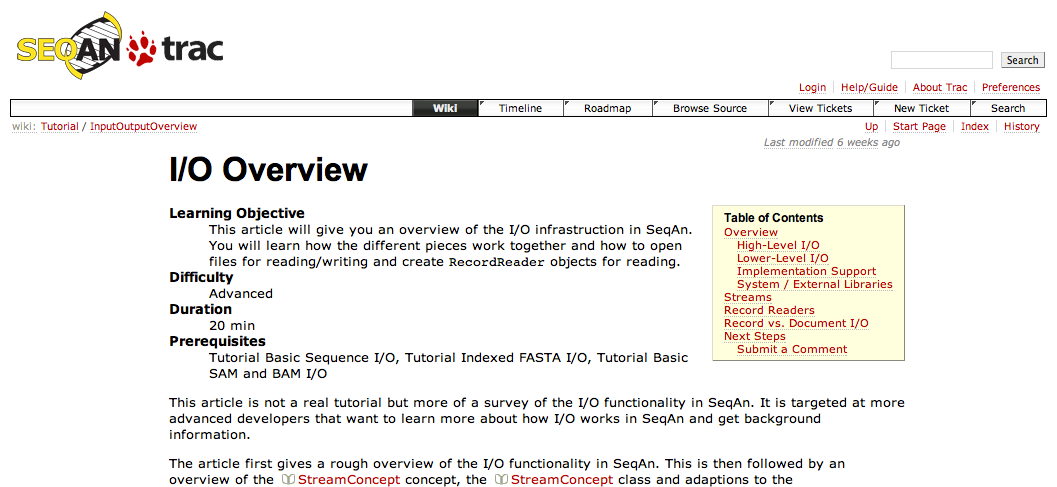 SEQAN trac
Search
Login Help/Guide About Trac Preferences
Wiki Timeline Roadmap Browse Source View Tickets New Ticket Search
wiki: Tutorial / InputOutputOverview
Up Start Page Index History
Last modified 6 weeks ago
I/O Overview
Learning Objective
This article will give you an overview of the I/O infrastruction in SeqAn.
You will learn how the different pieces work together and how to open
files for reading/writing and create RecordReader objects for reading.
Difficulty
Advanced
Duration
20 min
Prerequisites
Tutorial Basic Sequence I/O, Tutorial Indexed FASTA I/O, Tutorial Basic
SAM and BAM I/O
Table of Contents
Overview
High-Level I/O
Lower-Level I/O
Implementation Support
System / External Libraries
Streams
Record Readers
Record vs. Document I/O
Next Steps
Submit a Comment
This article is not a real tutorial but more of a survey of the I/O functionality in SeqAn. It is targeted at more
advanced developers that want to learn more about how I/O works in SeqAn and get background
information.
The article first gives a rough overview of the I/O functionality in SeqAn. This is then followed by an
overview of the StreamConcept concept, the StreamConcept class and adaptions to the